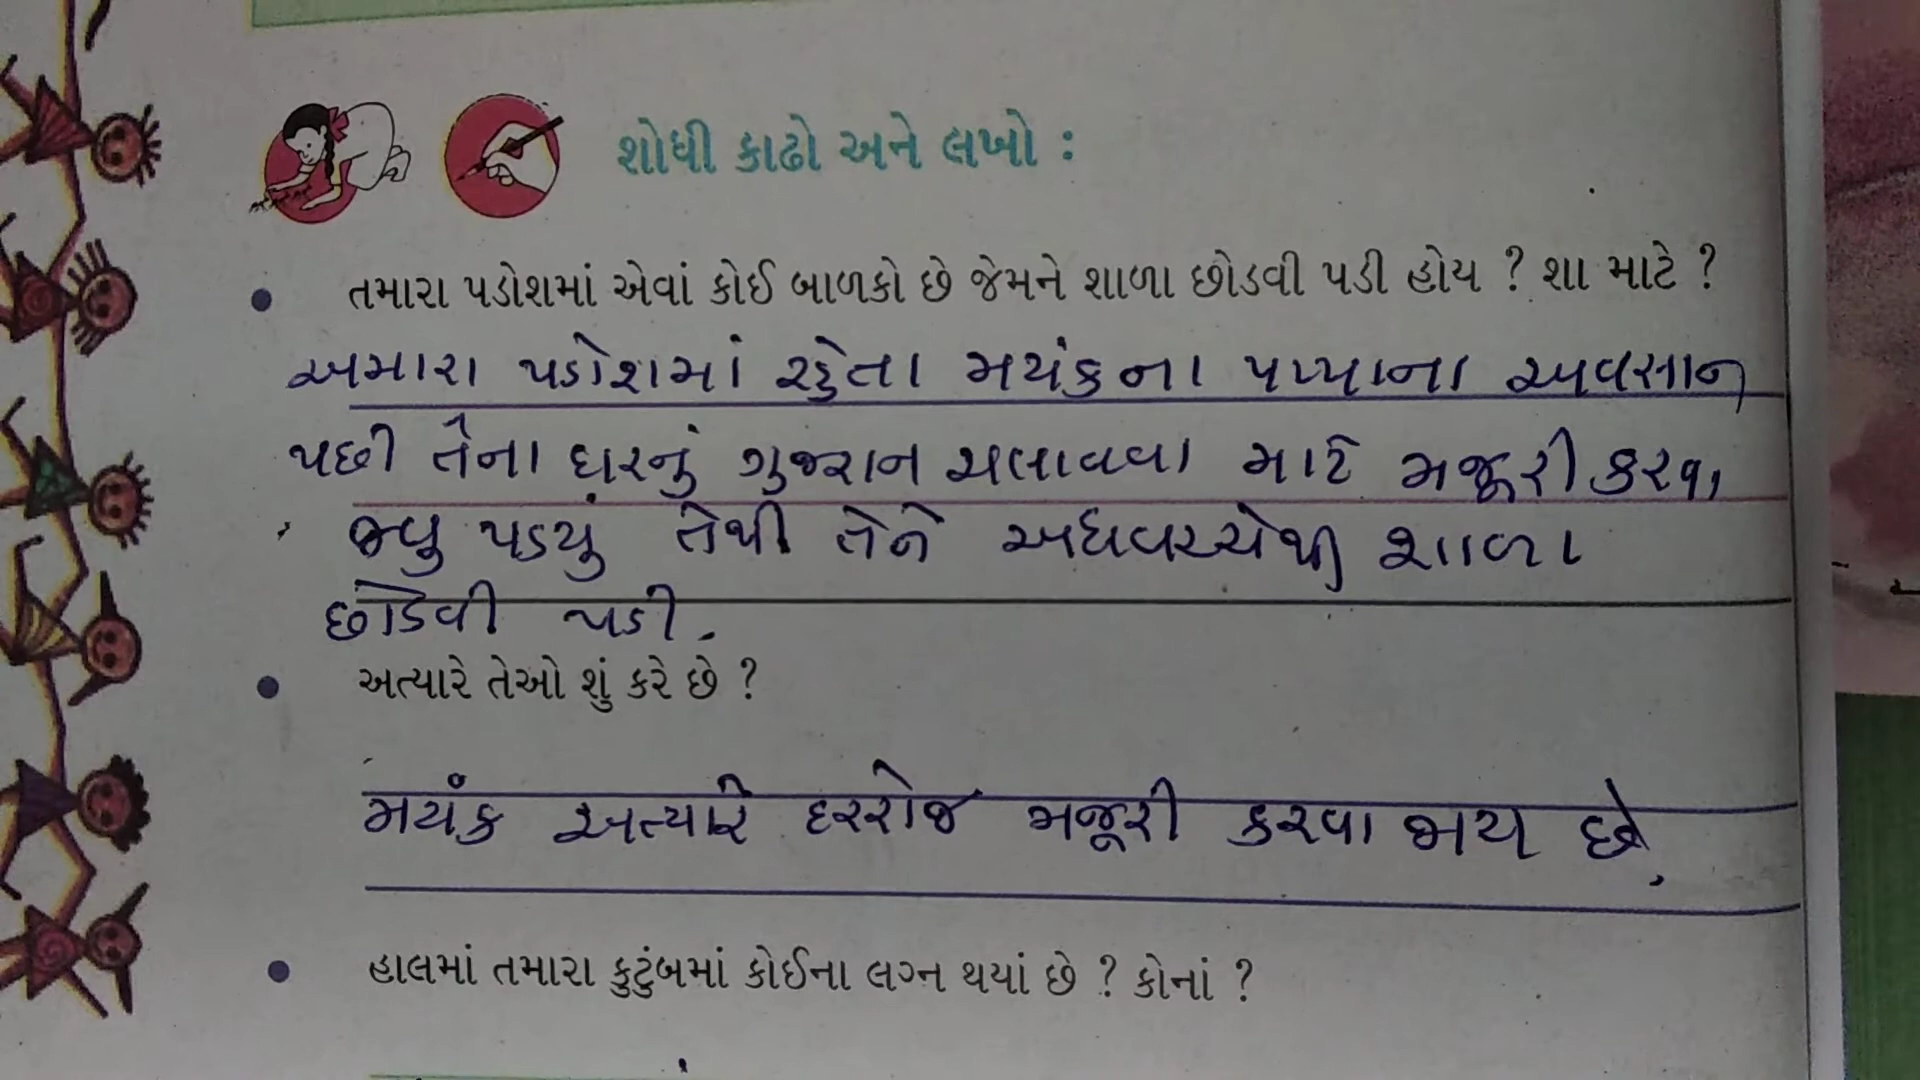 શોધી કાઢો અને લખો :
તમારા પડોશમાં એવાં કોઈ બાળકો છે જેમને શાળા છોડવી પડી હોય ? શા માટે ?
અમારા પડોશમાં રહેતા મયંકના પપ્પાના અવસાન
પછી તેના ઘરનું ગુજરાન ચલાવવા માટે મજૂરી કરવા
જવુ પડયું તેથી તેને અધવચ્ચેથી શાળા
છોડવી પડી.
અત્યારે તેઓ શું કરે છે ?
મયંક અત્યારે દરરોજ મજૂરી કરવા જાય છે.
હાલમાં તમારા કુટુંબમાં કોઈના લગ્ન થયાં છે ? કોનાં ?